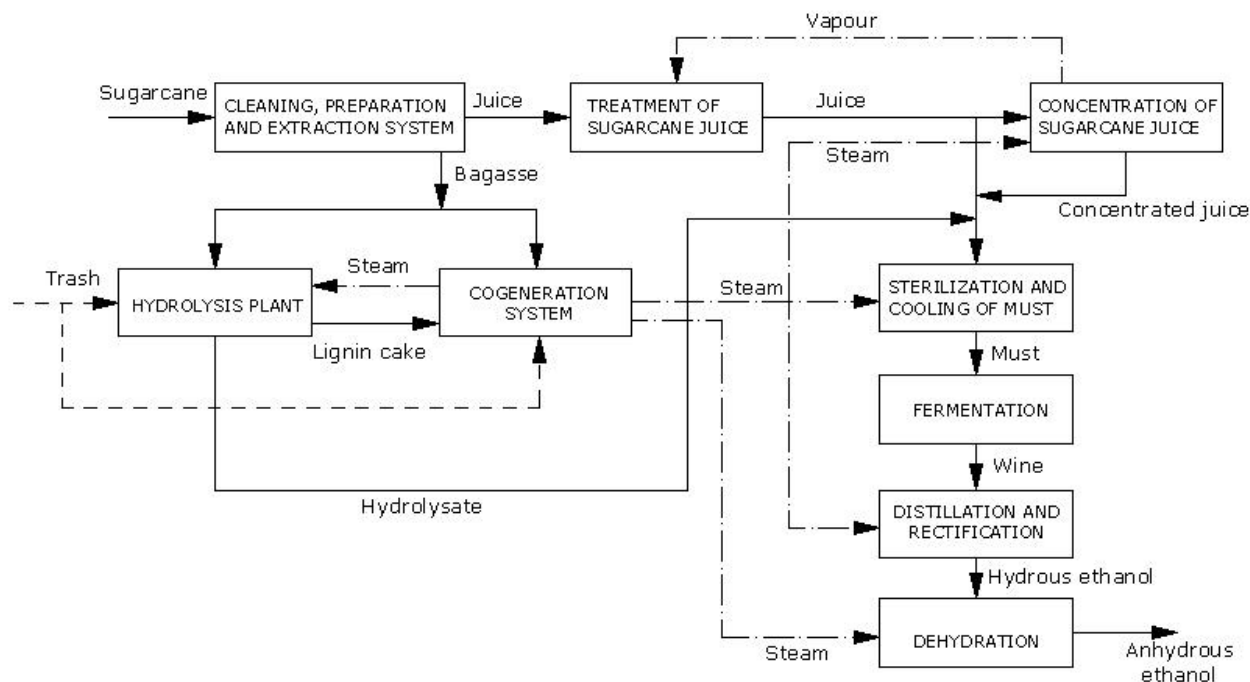 Vapour
Sugarcane
CLEANING, PREPARATION
AND EXTRACTION SYSTEM
Juice
TREATMENT OF
SUGARCANE JUICE
Juice
CONCENTRATION OF
SUGARCANE JUICE
Steam
Bagasse
Concentrated juice
Trash
HYDROLYSIS PLANT
Steam
COGENERATION
SYSTEM
Steam
STERILIZATION AND
COOLING OF MUST
Lignin cake
Must
FERMENTATION
Wine
Hydrolysate
DISTILLATION AND
RECTIFICATION
Hydrous ethanol
DEHYDRATION
Steam
Anhydrous
ethanol